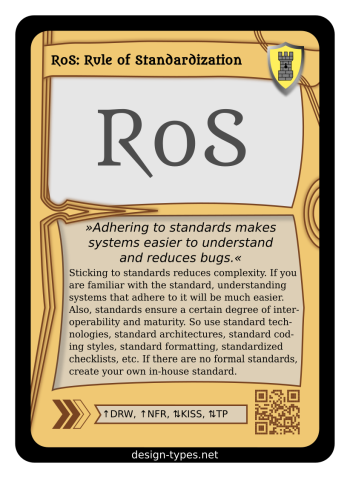 RoS: Rule of Standardization
RoS
»Adhering to standards makes
systems easier to understand
and reduces bugs.«
Sticking to standards reduces complexity. If you
are familiar with the standard, understanding
systems that adhere to it will be much easier.
Also, standards ensure a certain degree of inter-
operability and maturity. So use standard tech-
nologies, standard architectures, standard cod-
ing styles, standard formatting, standardized
checklists, etc. If there are no formal standards,
create your own in-house standard.
↑DRW, ↑NFR, ⇅KISS, ⇅TP
design-types.net